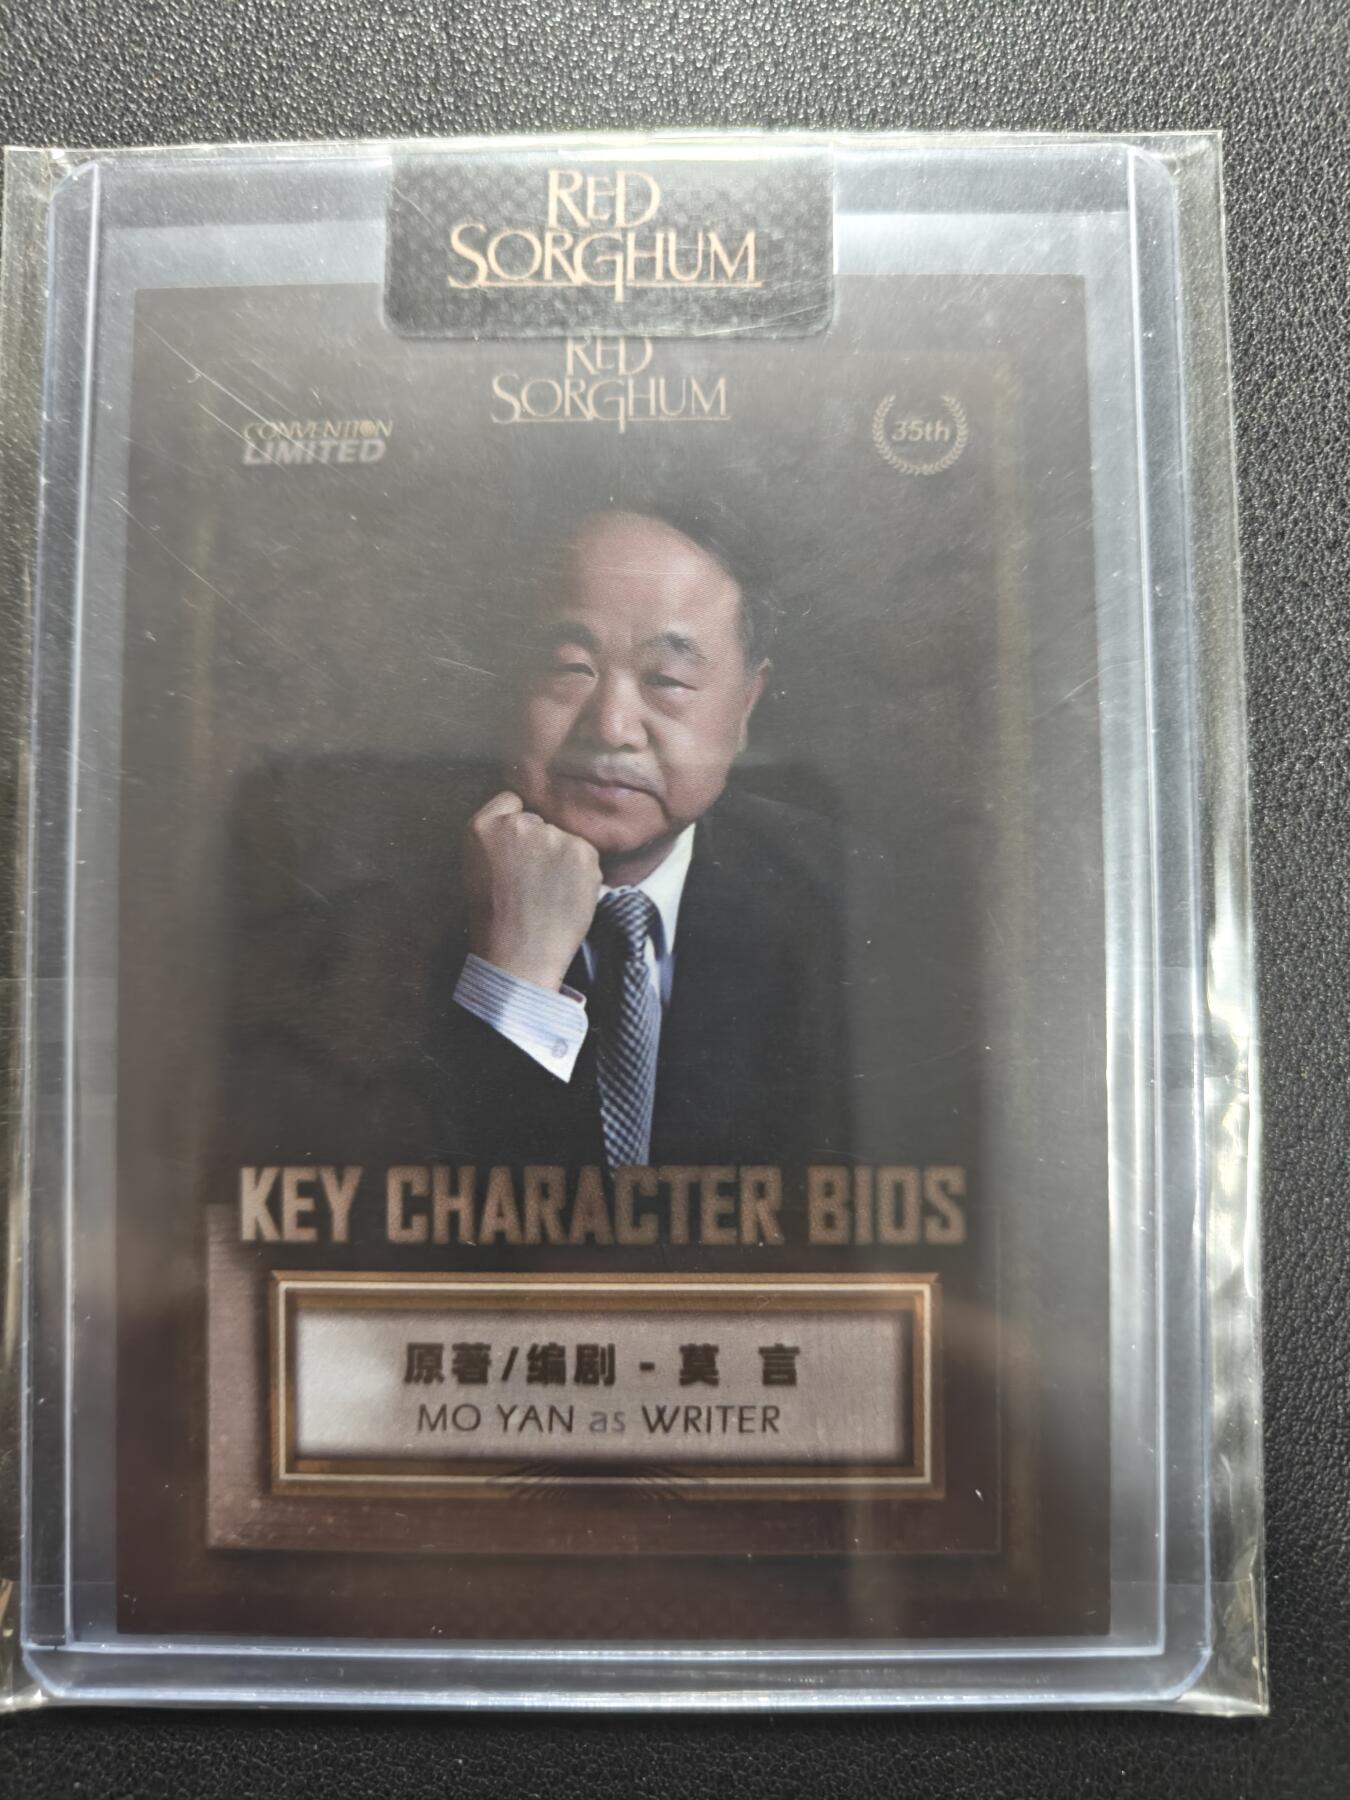 RED
SORGHUM
RED
SORGHUM
CONVENTION
LIMITED
35th
KEY CHARACTER BIOS
原著/编剧 - 莫 言
MO YAN as WRITER